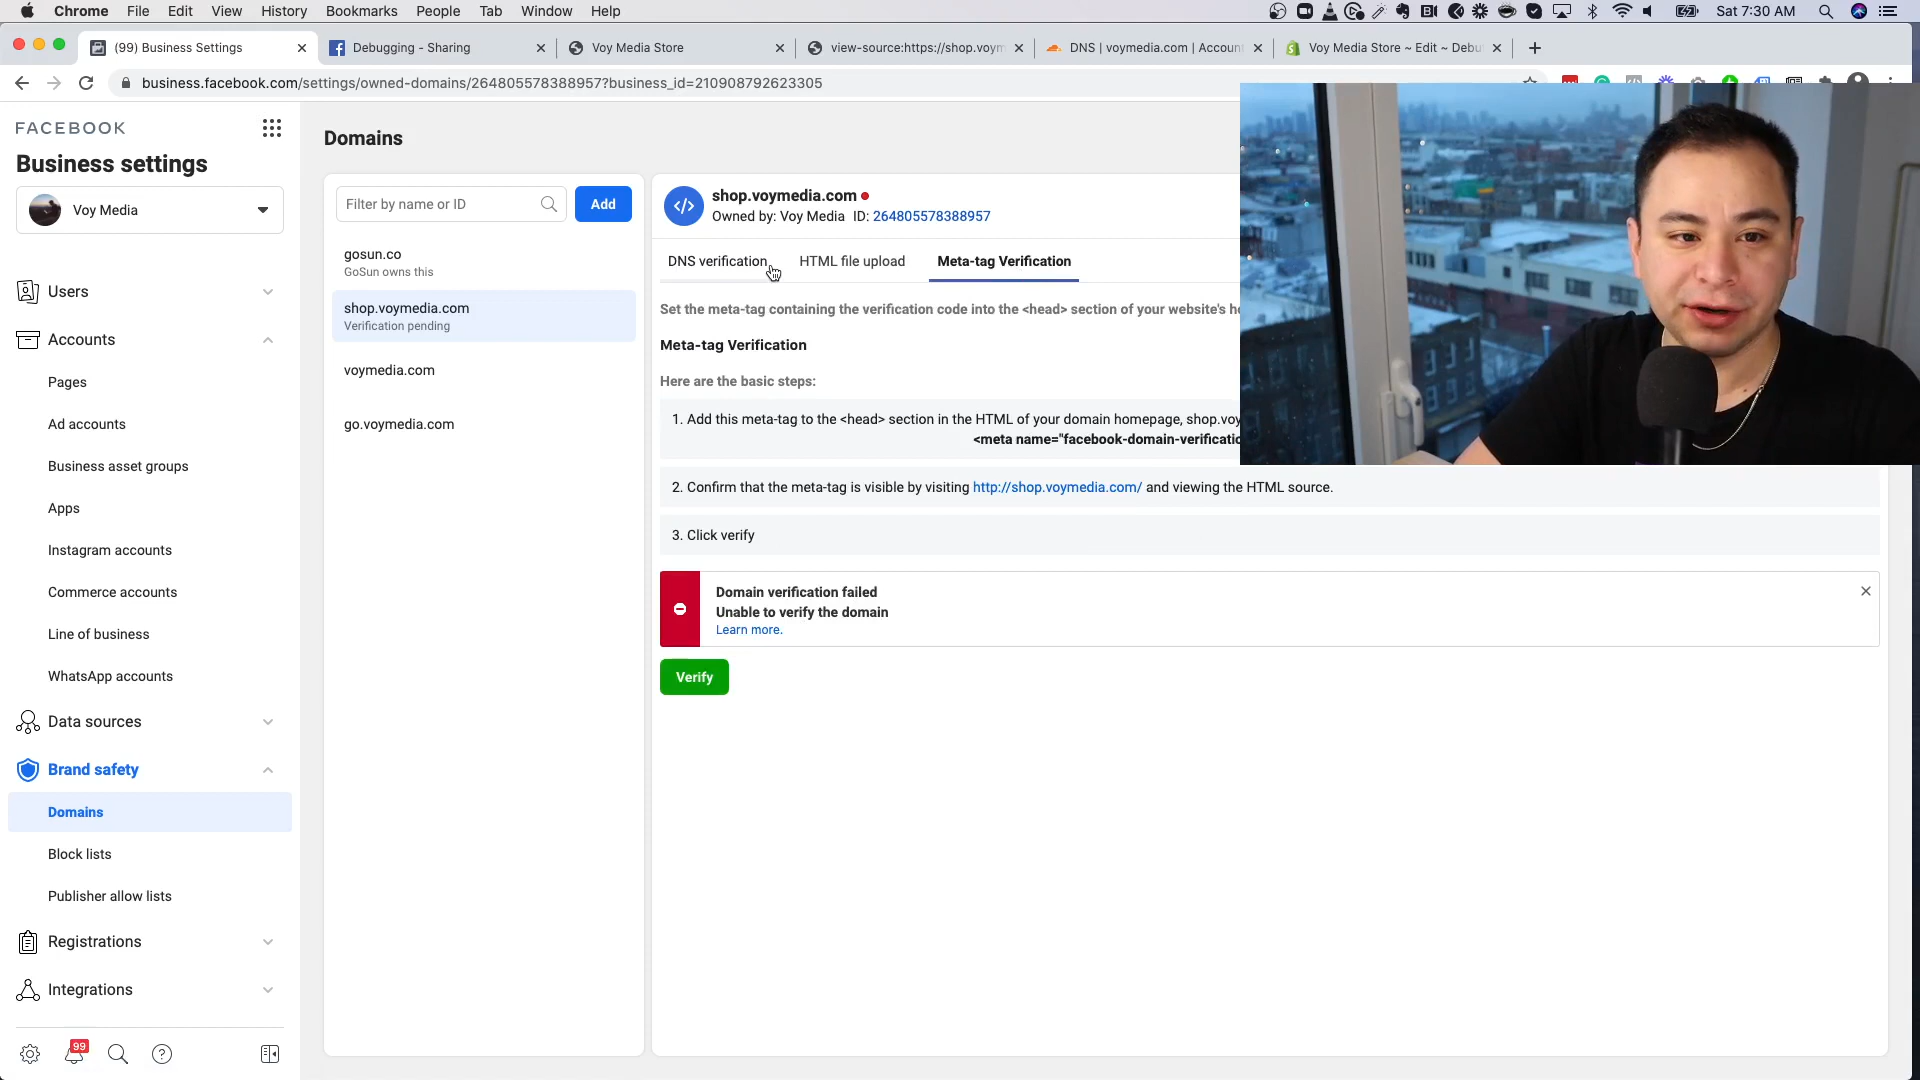 Chrome File Edit View History Bookmarks People Tab Window Help Sat 7:30 AM
(99) Business Settings Debugging - Sharing Voy Media Store view-source:https://shop.voym DNS | voymedia.com | Accoun Voy Media Store ~ Edit ~ Debu
business.facebook.com/settings/owned-domains/264805578388957?business_id=210908792623305
FACEBOOK
Business settings
Voy Media
Users
Accounts
Pages
Ad accounts
Business asset groups
Apps
Instagram accounts
Commerce accounts
Line of business
WhatsApp accounts
Data sources
Brand safety
Domains
Block lists
Publisher allow lists
Registrations
Integrations
99
Domains
Filter by name or ID Add
gosun.co
GoSun owns this
shop.voymedia.com
Verification pending
voymedia.com
go.voymedia.com
shop.voymedia.com
Owned by: Voy Media ID: 264805578388957
DNS verification HTML file upload Meta-tag Verification
Set the meta-tag containing the verification code into the <head> section of your website's h
Meta-tag Verification
Here are the basic steps:
1. Add this meta-tag to the <head> section in the HTML of your domain homepage, shop.voy
<meta name="facebook-domain-verificatio
2. Confirm that the meta-tag is visible by visiting http://shop.voymedia.com/ and viewing the HTML source.
3. Click verify
Domain verification failed
Unable to verify the domain
Learn more.
Verify